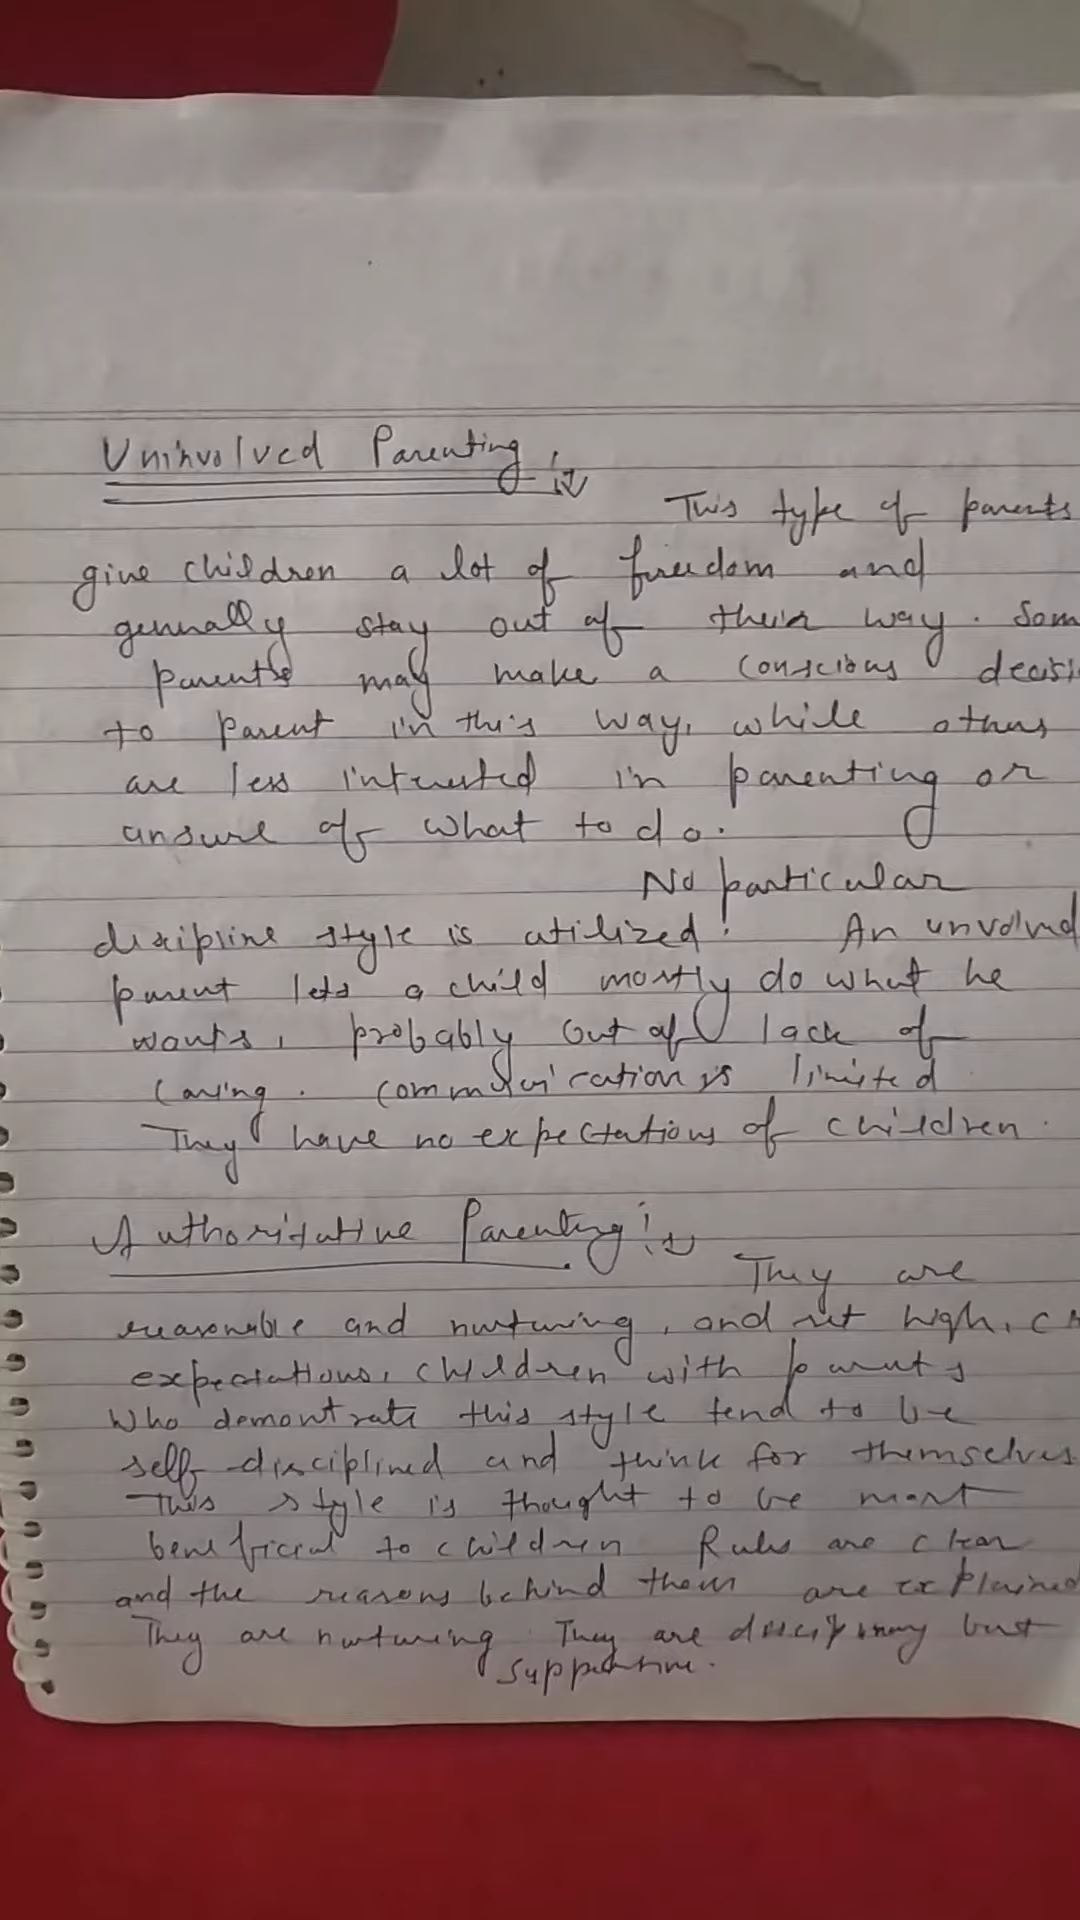 Uninvolved Parenting :
This type of parents
give children a lot of freedom and
generally stay out of their way. Som
parents may make a conscious decisi
to parent in this way, while others
are less interested in parenting or
ansure of what to do.
No particular
discipline style is utilized. An unvolved
parent lets a child mostly do what he
wants, probably out of lack of
caring. communication is limited
They have no expectations of children.
Authoritative Parenting :
They are
reasonable and nurturing, and set high, c
expectations, children with parents
who demontrate this style tend to be
self-disciplined and think for themselves
This style is thought to be most
beneficial to children Rules are clear
and the reasons behind them are explained
They are nurturing. They are disciplinary but
supportive.